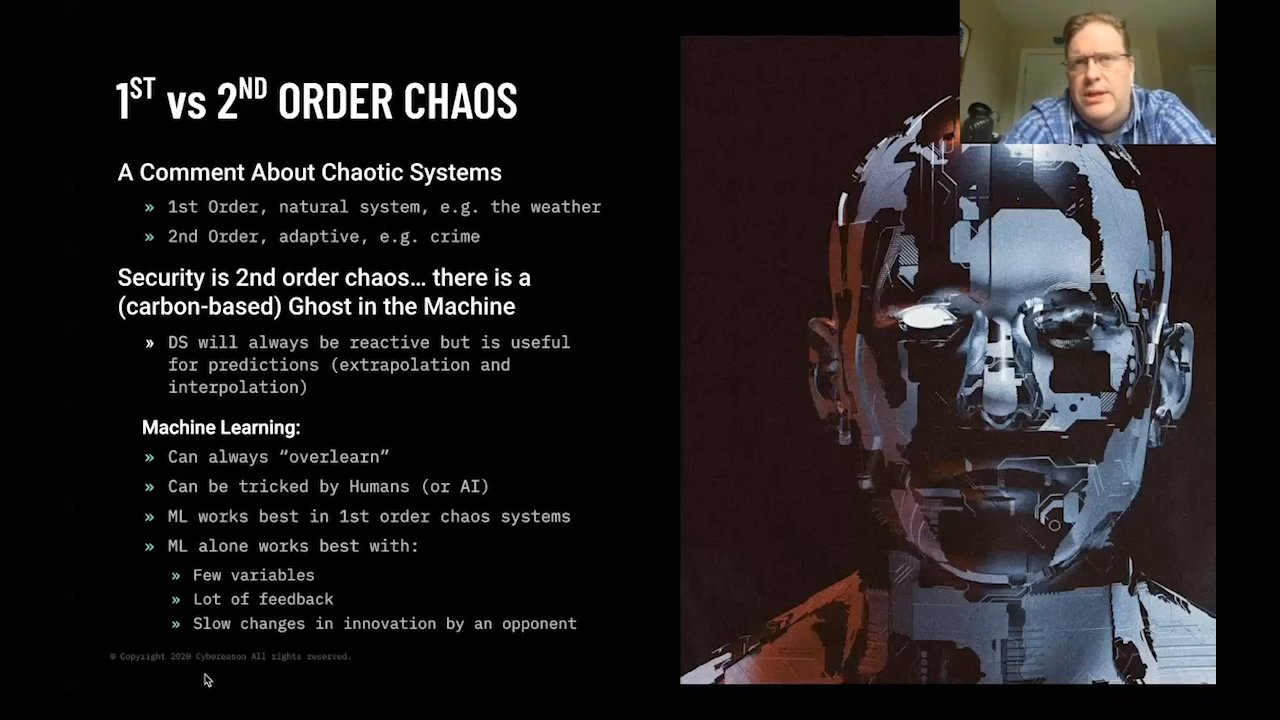 1ST vs 2ND ORDER CHAOS
A Comment About Chaotic Systems
» 1st Order, natural system, e.g. the weather
» 2nd Order, adaptive, e.g. crime
Security is 2nd order chaos… there is a
(carbon-based) Ghost in the Machine
» DS will always be reactive but is useful
for predictions (extrapolation and
interpolation)
Machine Learning:
» Can always “overlearn”
» Can be tricked by Humans (or AI)
» ML works best in 1st order chaos systems
» ML alone works best with:
» Few variables
» Lot of feedback
» Slow changes in innovation by an opponent
© Copyright 2020 Cybereason All rights reserved.